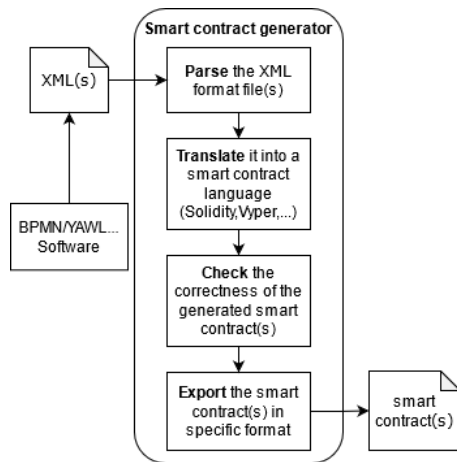 Smart contract generator
XML(s)
Parse the XML
format file(s)
Translate it into a
smart contract
language
(Solidity,Vyper,...)
BPMN/YAWL...
Software
Check the
correctness of the
generated smart
contract(s)
Export the smart
contract(s) in
specific format
smart
contract(s)